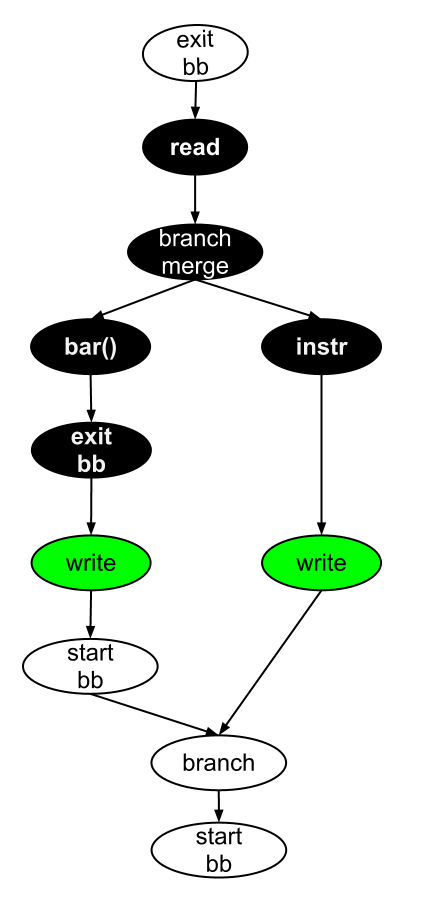 exit
bb
read
branch
merge
bar()
instr
exit
bb
write
write
start
bb
branch
start
bb